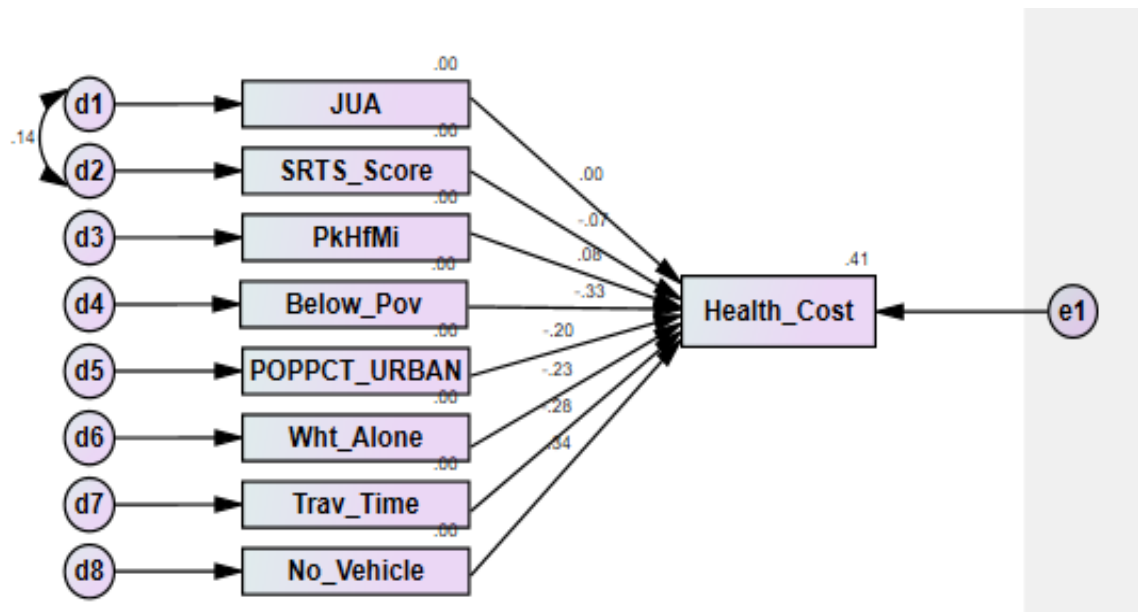 .00
d1 JUA
.14
.00
.00
d2 SRTS_Score
-.07
.00
d3 PkHfMi
.08
.41
.00
-.33
d4 Below_Pov
Health_Cost
e1
.00
-.20
d5 POPPCT_URBAN
-.23
.00
-.28
d6 Wht_Alone
.34
.00
d7 Trav_Time
.00
d8 No_Vehicle